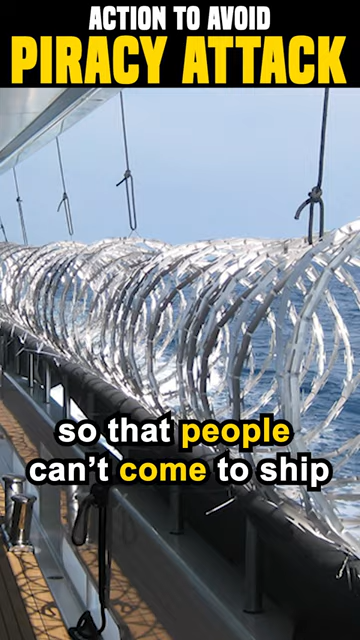 ACTION TO AVOID
PIRACY ATTACK
so that people
can't come to ship